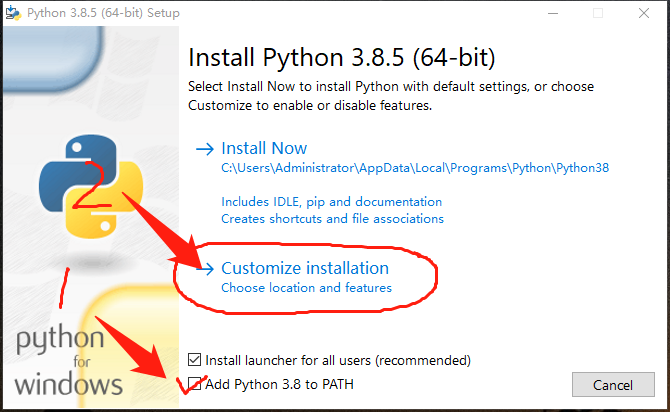 Python 3.8.5 (64-bit) Setup
Install Python 3.8.5 (64-bit)
Select Install Now to install Python with default settings, or choose
Customize to enable or disable features.
Install Now
C:\Users\Administrator\AppData\Local\Programs\Python\Python38
Includes IDLE, pip and documentation
Creates shortcuts and file associations
2
Customize installation
Choose location and features
1
python
for
windows
Install launcher for all users (recommended)
Add Python 3.8 to PATH
Cancel